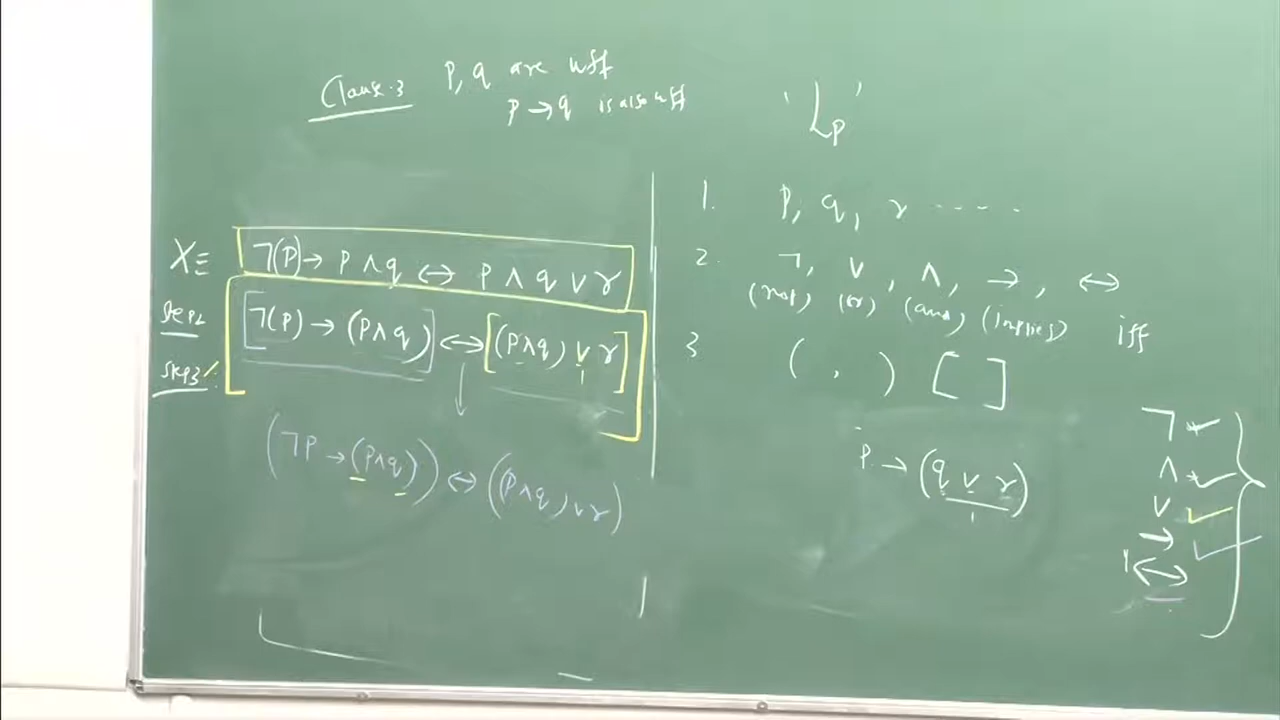 Clause.3 p, q are wff
p → q is also wff
'Lp'
X ≡ ¬(p) → p ∧ q ↔ p ∧ q ∨ r
Step2 [¬(p) → (p ∧ q)] ↔ [(p ∧ q) ∨ r]
Step3
(¬p → (p ∧ q)) ↔ ((p ∧ q) ∨ r)
1. p, q, r - - - - -
2. ¬, ∨, ∧, →, ↔
(not) (or) (and) (implies) iff
3 ( , ) [ ]
p → (q ∨ r)
¬
∧
∨
→
↔